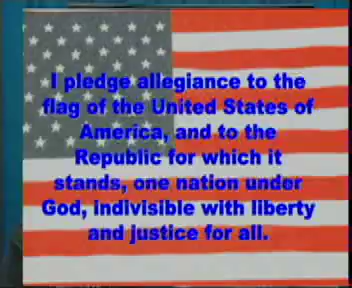 I pledge allegiance to the
flag of the United States of
America, and to the
Republic for which it
stands, one nation under
God, indivisible with liberty
and justice for all.